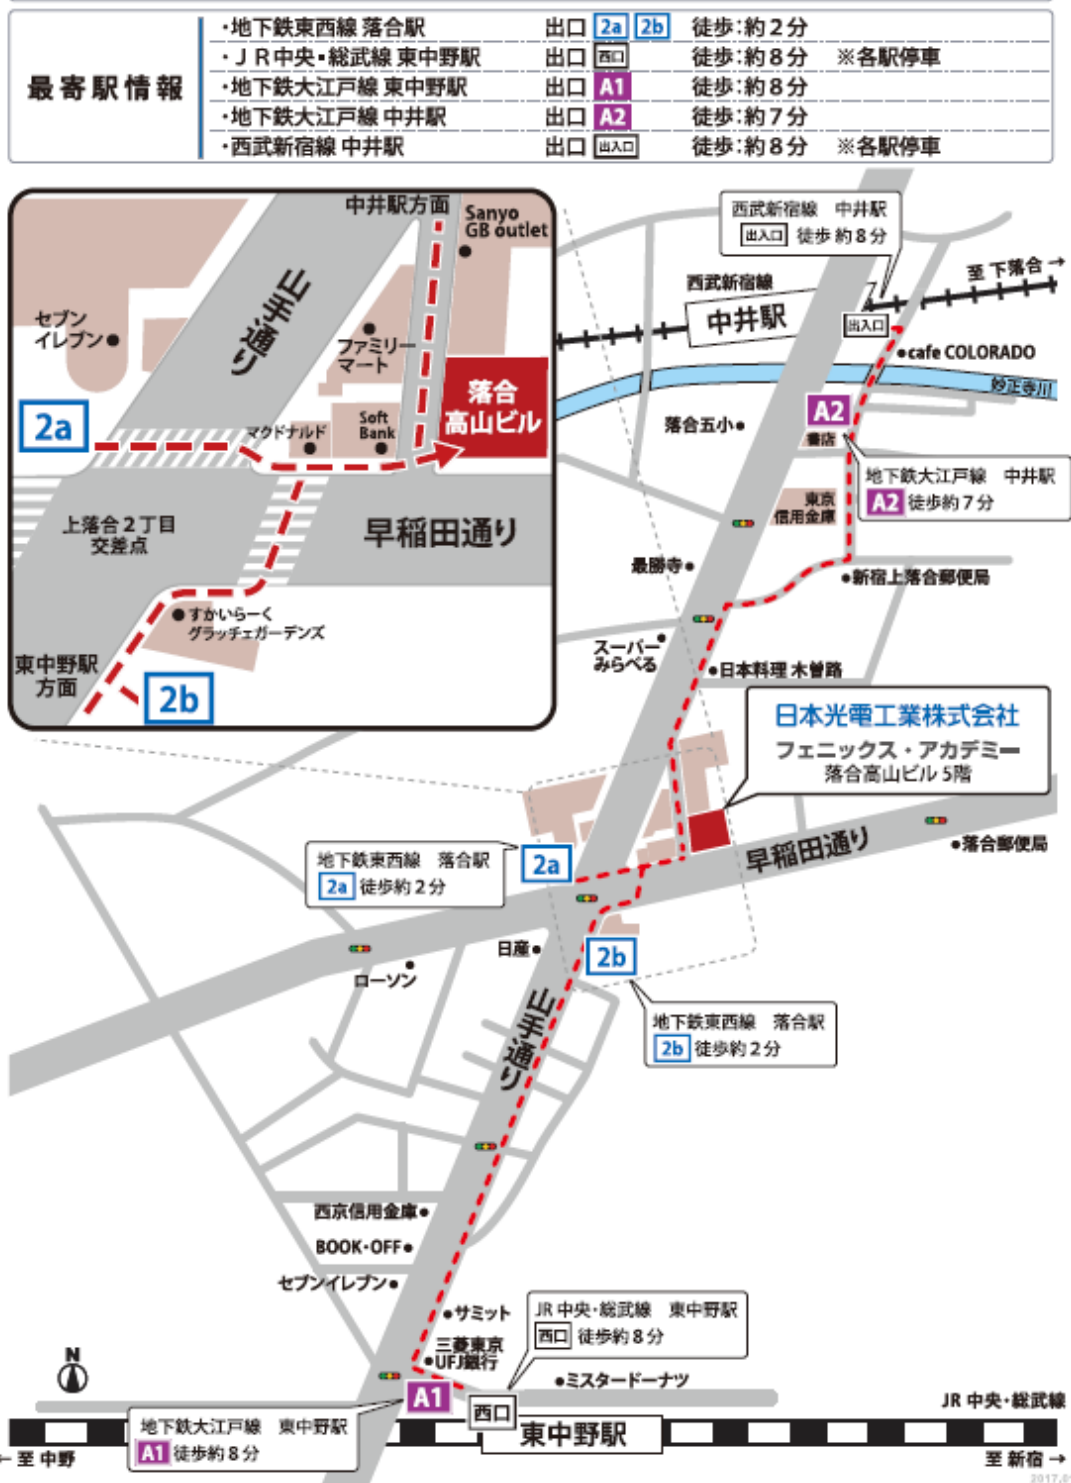 最寄駅情報
・地下鉄東西線 落合駅 出口 2a 2b 徒歩:約2分
・ＪＲ中央・総武線 東中野駅 出口 西口 徒歩:約8分 ※各駅停車
・地下鉄大江戸線 東中野駅 出口 A1 徒歩:約8分
・地下鉄大江戸線 中井駅 出口 A2 徒歩:約7分
・西武新宿線 中井駅 出口 出入口 徒歩:約8分 ※各駅停車
中井駅方面
Sanyo
GB outlet
山手通り
セブン
イレブン
ファミリー
マート
落合
高山ビル
2a
マクドナルド
Soft
Bank
上落合2丁目
交差点
早稲田通り
すかいらーく
グラッチェガーデンズ
東中野駅
方面
2b
西武新宿線 中井駅
出入口 徒歩 約8分
至 下落合→
西武新宿線
中井駅
出入口
cafe COLORADO
妙正寺川
A2
落合五小
書店
地下鉄大江戸線 中井駅
A2 徒歩約7分
東京
信用金庫
最勝寺
新宿上落合郵便局
スーパー
みらべる
日本料理 木曽路
日本光電工業株式会社
フェニックス・アカデミー
落合高山ビル 5階
早稲田通り
落合郵便局
地下鉄東西線 落合駅
2a 徒歩約2分
2a
日産
2b
ローソン
地下鉄東西線 落合駅
2b 徒歩約2分
山手通り
西京信用金庫
BOOK・OFF
セブンイレブン
サミット
JR 中央・総武線 東中野駅
西口 徒歩約8分
三菱東京
UFJ銀行
ミスタードーナツ
N
A1
西口
JR 中央・総武線
地下鉄大江戸線 東中野駅
A1 徒歩約8分
東中野駅
←至 中野
至 新宿→